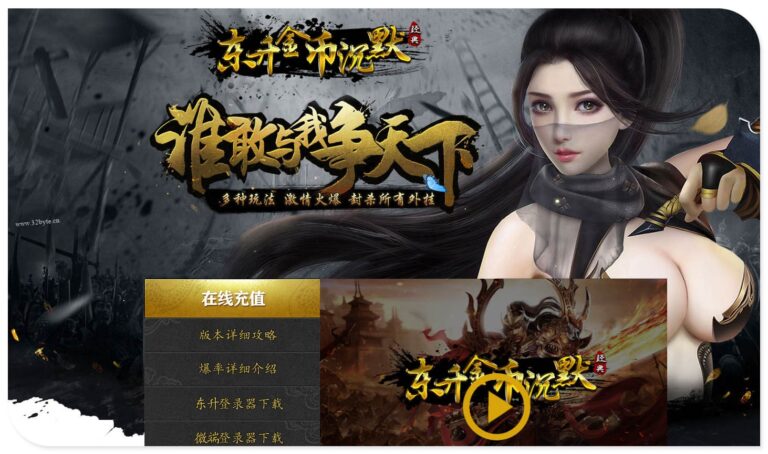 东升金币沉默 经典
谁敢与我争天下
多种玩法 激情火爆 封杀所有外挂
www.32byte.cn
在线充值
版本详细攻略
爆率详细介绍
东升登录器下载
微端登录器下载
东升金币沉默 经典